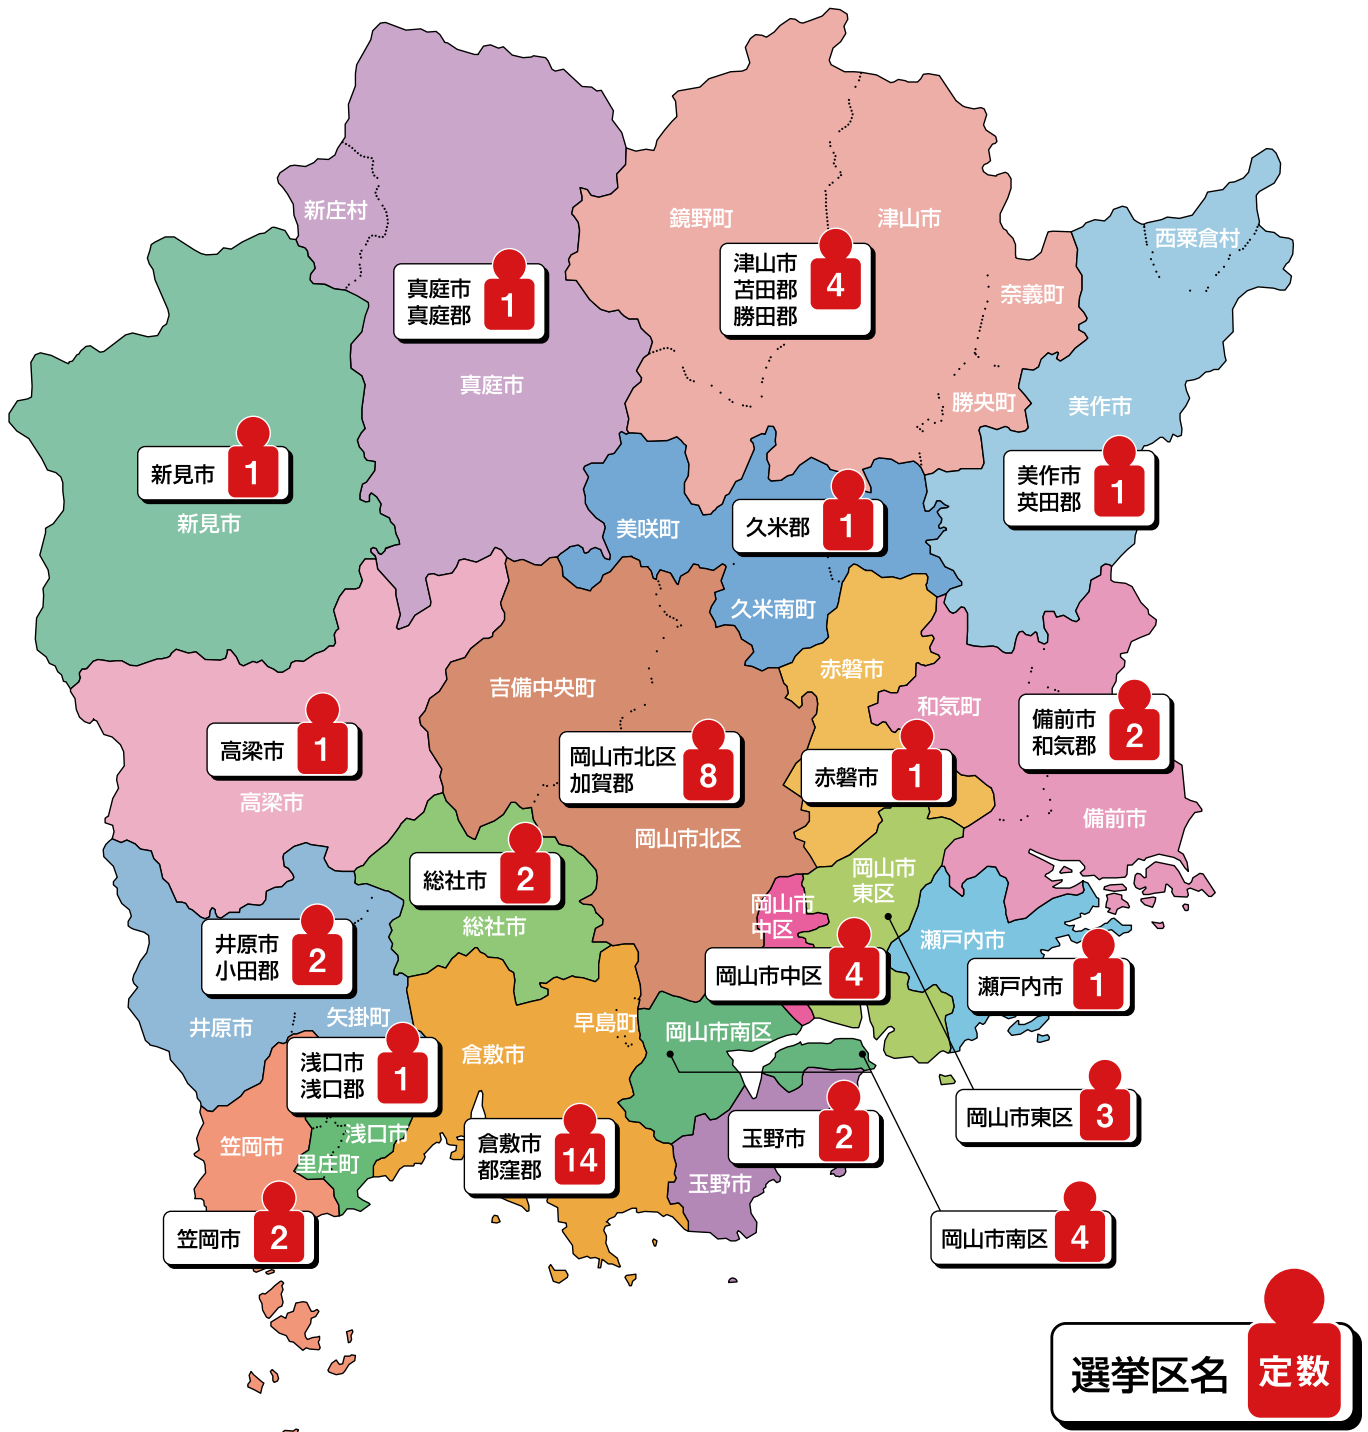 新庄村
鏡野町
津山市
西粟倉村
津山市
苫田郡
勝田郡
4
真庭市
真庭郡
1
奈義町
真庭市
勝央町
美作市
新見市
1
新見市
美作市
英田郡
1
美咲町
久米郡
1
久米南町
赤磐市
吉備中央町
和気町
備前市
和気郡
2
高梁市
1
高梁市
岡山市北区
加賀郡
8
赤磐市
1
備前市
岡山市北区
総社市
2
総社市
岡山市
東区
岡山市
中区
瀬戸内市
井原市
小田郡
2
岡山市中区
4
瀬戸内市
1
井原市
矢掛町
早島町
岡山市南区
倉敷市
浅口市
浅口郡
1
岡山市東区
3
浅口市
笠岡市
里庄町
倉敷市
都窪郡
14
玉野市
2
玉野市
笠岡市
2
岡山市南区
4
選挙区名
定数